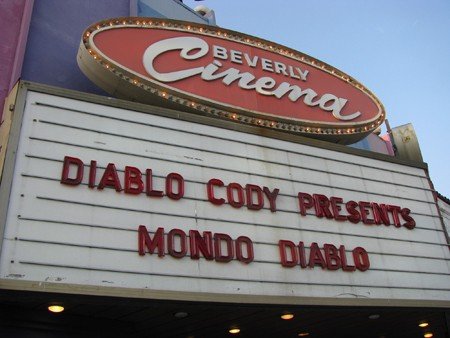 BEVERLY
Cinema
DIABLO CODY PRESENTS
MONDO DIABLO